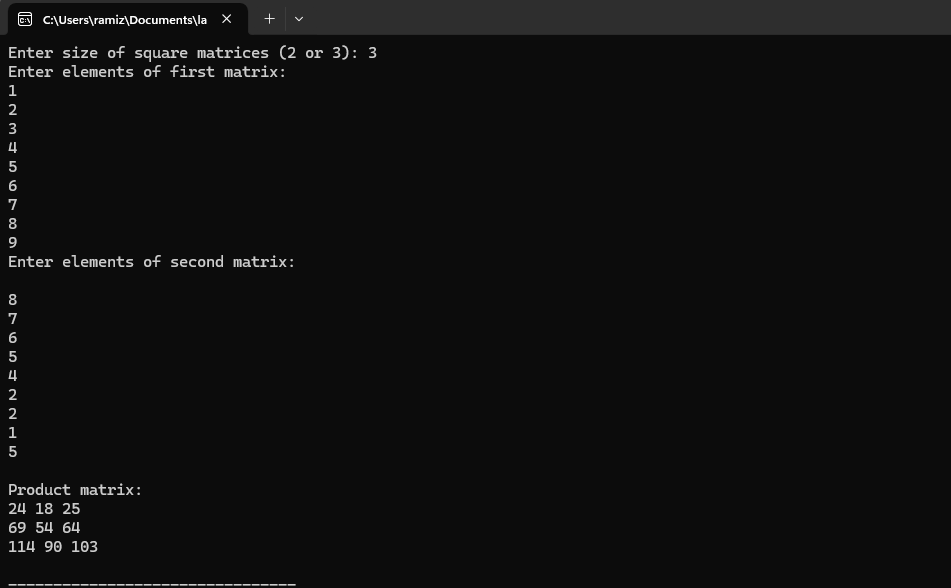 C:\Users\ramiz\Documents\la
Enter size of square matrices (2 or 3): 3
Enter elements of first matrix:
1
2
3
4
5
6
7
8
9
Enter elements of second matrix:
8
7
6
5
4
2
2
1
5
Product matrix:
24 18 25
69 54 64
114 90 103
--------------------------------